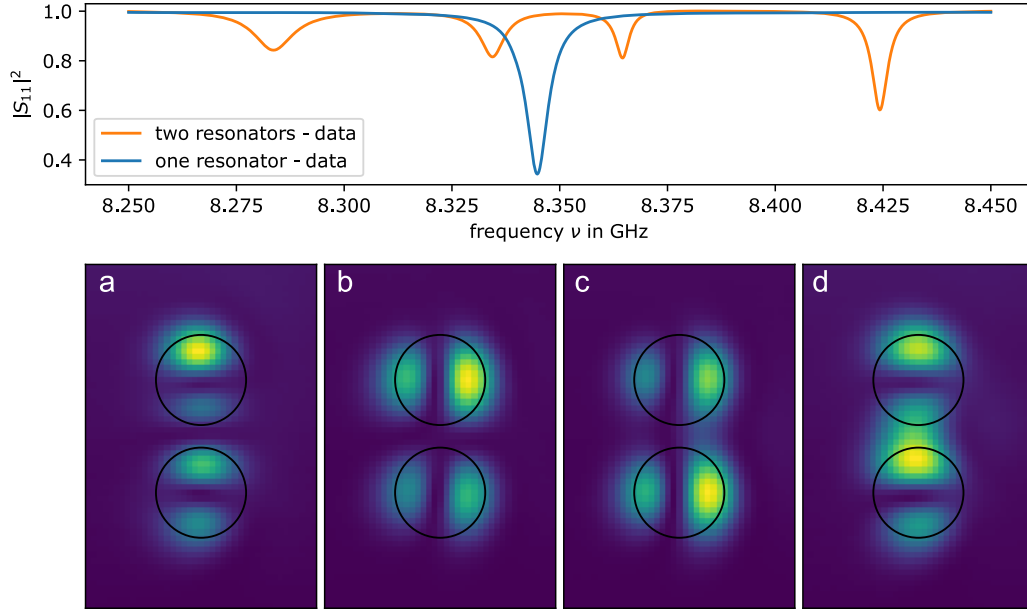 1.0
0.8
0.6
0.4
|S₁₁|²
two resonators - data
one resonator - data
8.250 8.275 8.300 8.325 8.350 8.375 8.400 8.425 8.450
frequency ν in GHz
a b c d